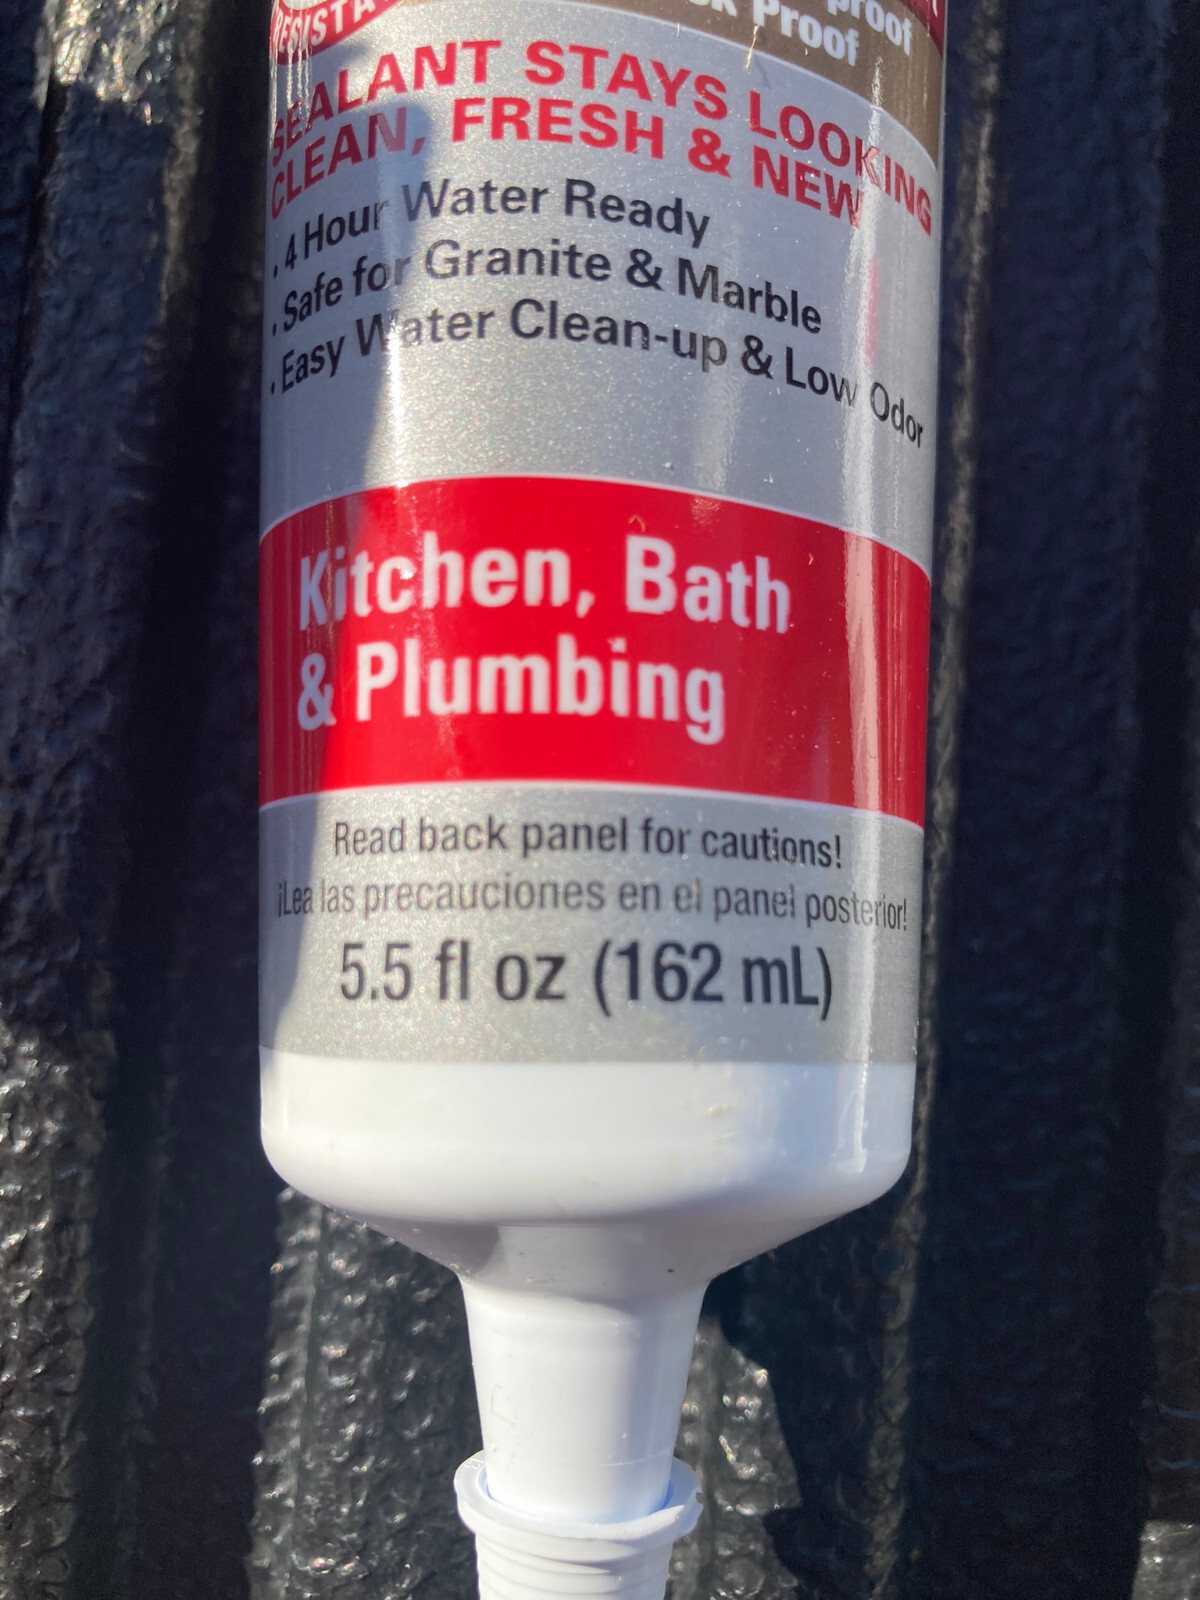 proof
Proof
SEALANT STAYS LOOKING
CLEAN, FRESH & NEW
• 4 Hour Water Ready
• Safe for Granite & Marble
• Easy Water Clean-up & Low Odor
Kitchen, Bath
& Plumbing
Read back panel for cautions!
¡Lea las precauciones en el panel posterior!
5.5 fl oz (162 mL)